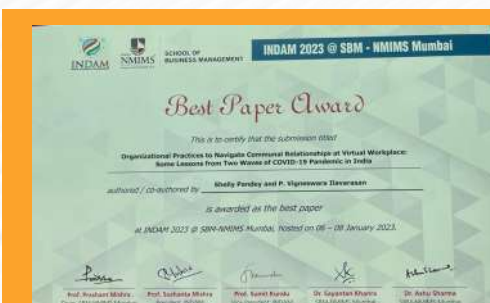 INDAM
NMIMS
SCHOOL OF
BUSINESS MANAGEMENT
INDAM 2023 @ SBM - NMIMS Mumbai
Best Paper Award
This is to certify that the submission titled
Organizational Practices to Navigate Communal Relationships at Virtual Workplace:
Some Lessons from Two Waves of COVID-19 Pandemic in India
authored / co-authored by Shelly Pandey and P. Vigneswara Ilavarasan
is awarded as the best paper
at INDAM 2023 @ SBM-NMIMS Mumbai, hosted on 06 - 08 January 2023.
Prof. Prashant Mishra Prof. Sushanta Mishra Prof. Sumit Kundu Dr. Sayantan Khanra Dr. Ashu Sharma